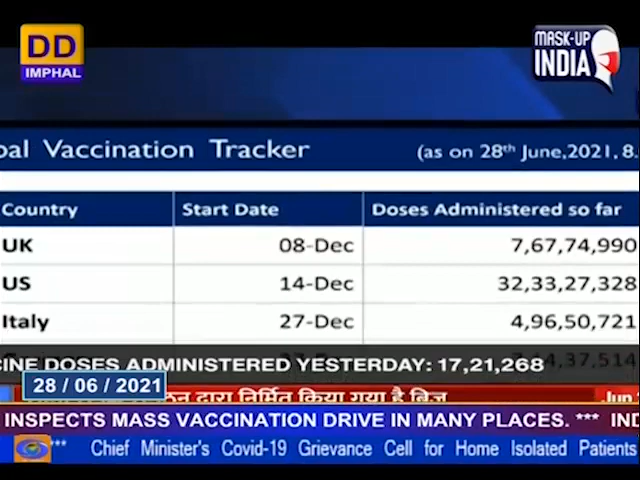 DD
IMPHAL
MASK-UP
INDIA
bal Vaccination Tracker (as on 28th June,2021, 8.
Country Start Date Doses Administered so far
UK 08-Dec 7,67,74,990
US 14-Dec 32,33,27,328
Italy 27-Dec 4,96,50,721
CINE DOSES ADMINISTERED YESTERDAY: 17,21,268
28 / 06 / 2021
द्वारा निर्मित किया गया है ब्रिज
INSPECTS MASS VACCINATION DRIVE IN MANY PLACES. *** IND
Chief Minister's Covid-19 Grievance Cell for Home Isolated Patients